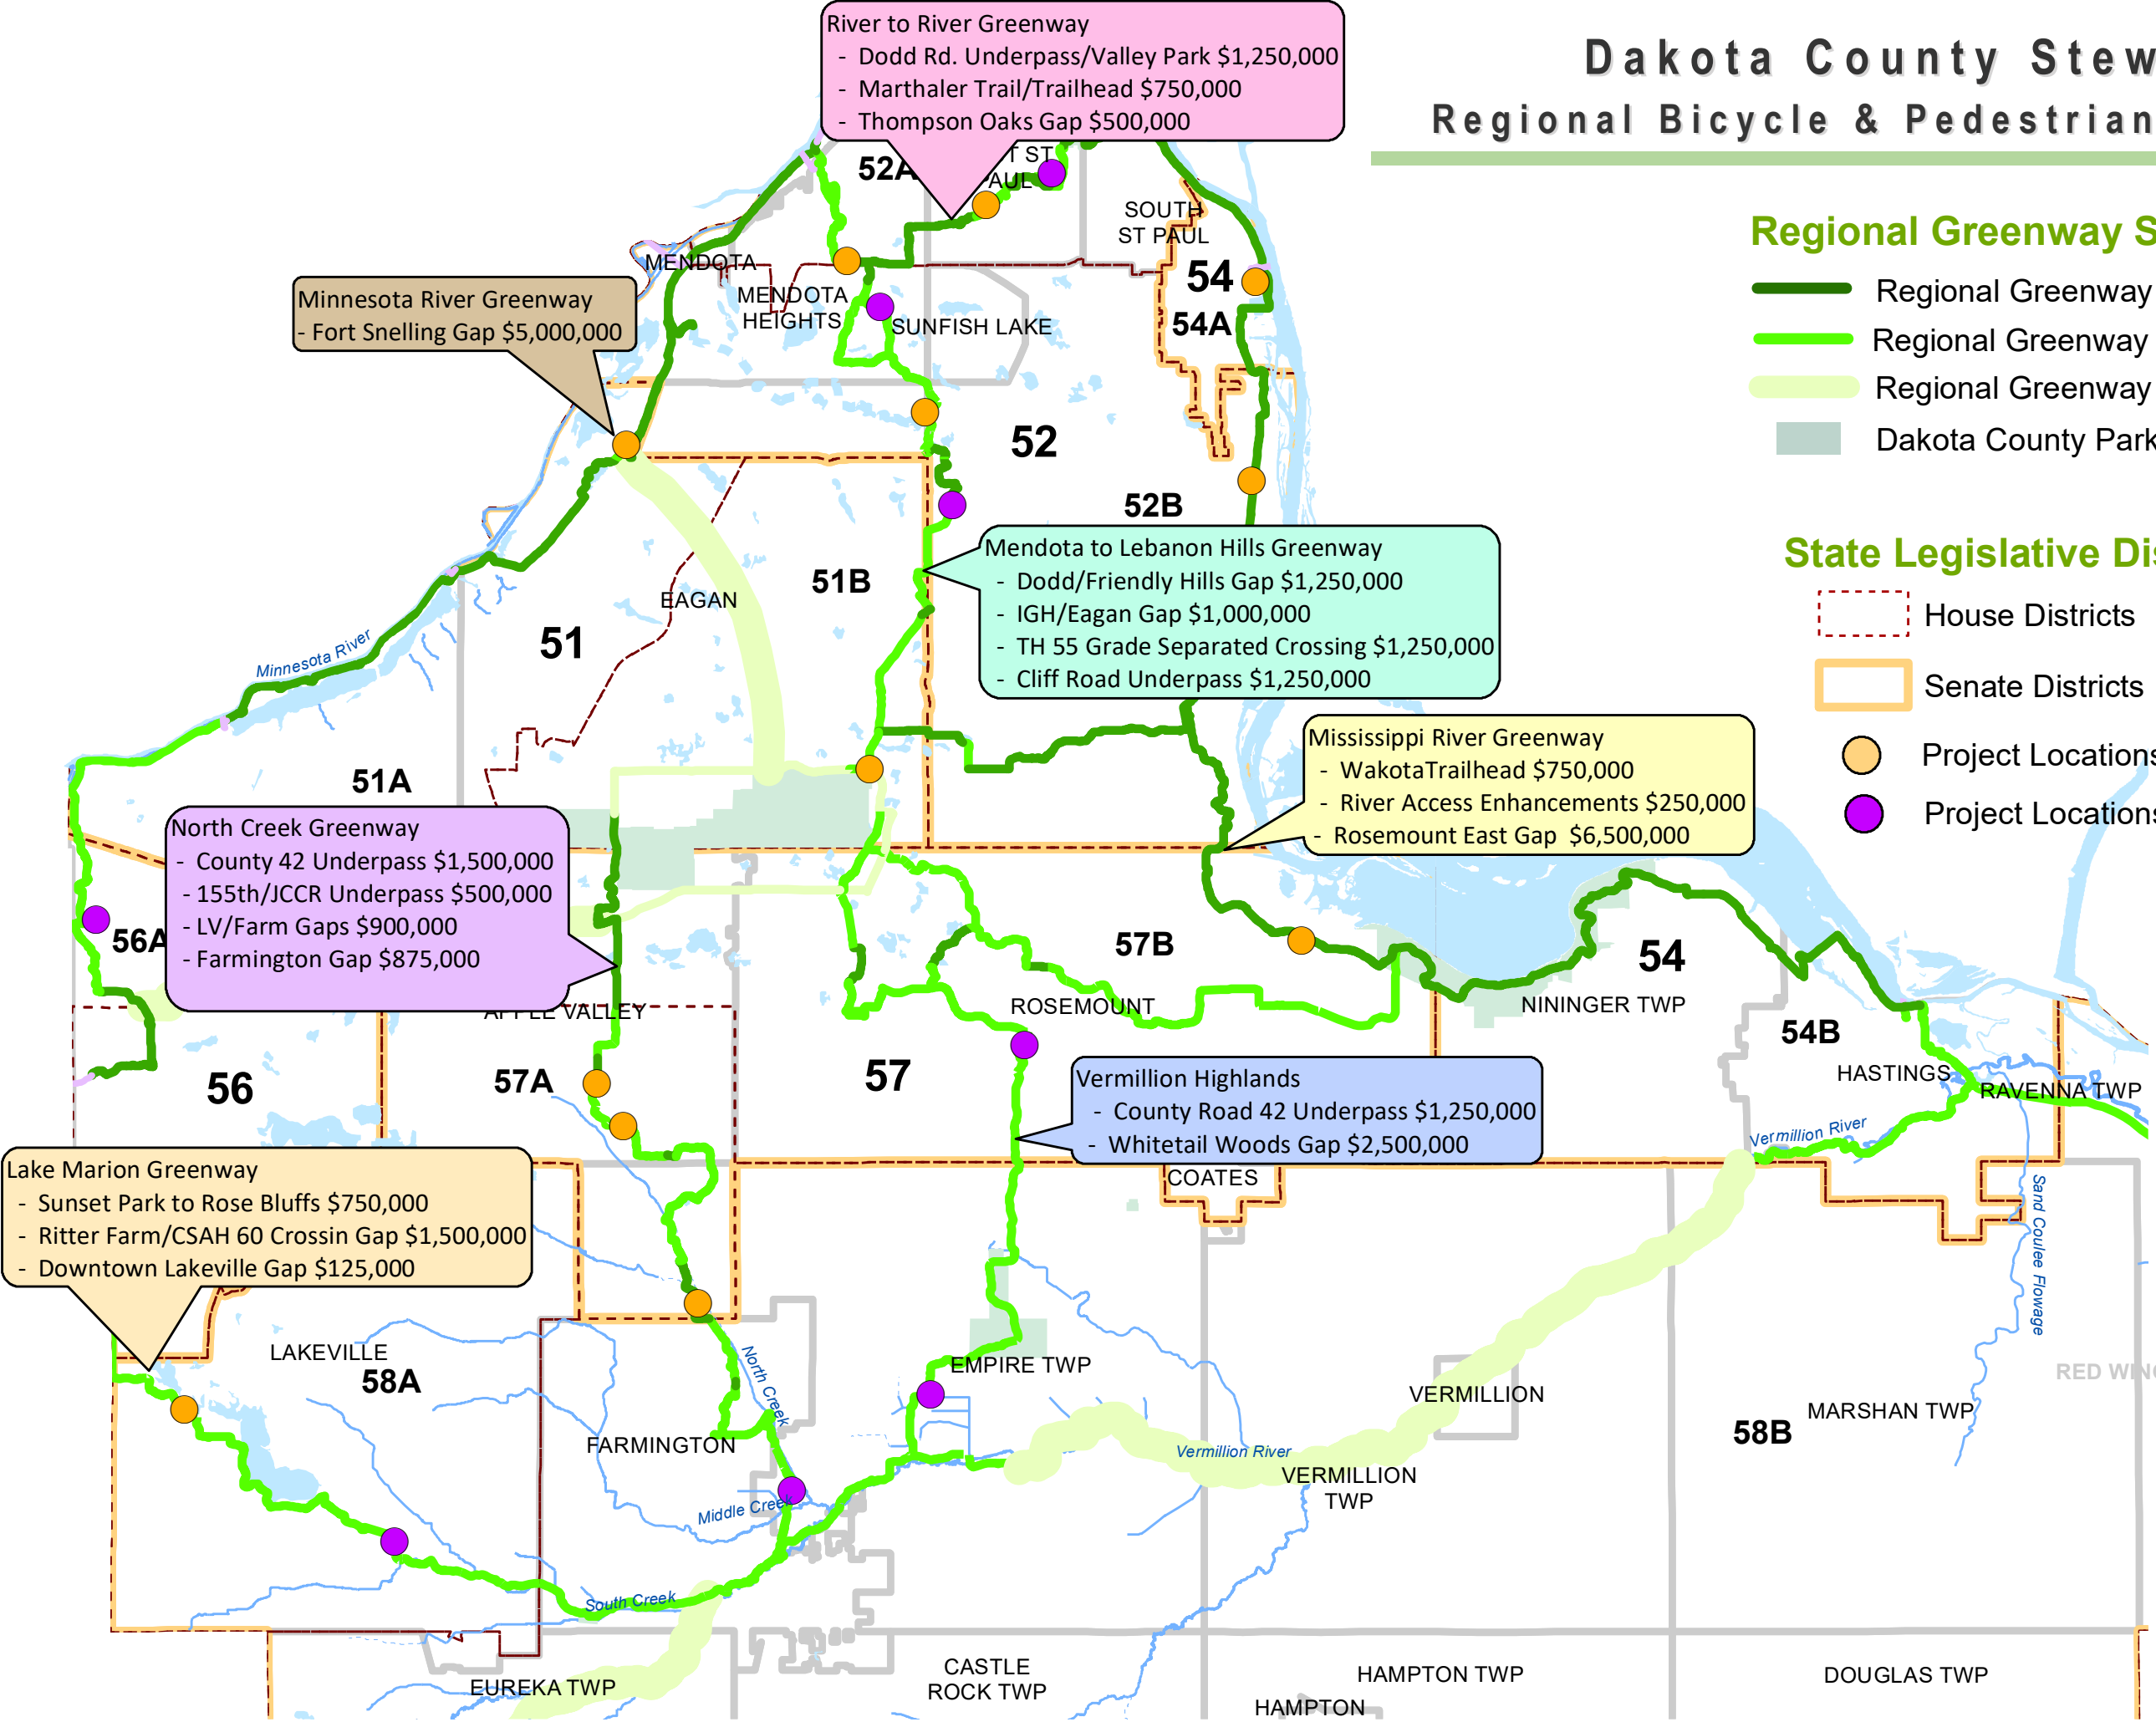 River to River Greenway
- Dodd Rd. Underpass/Valley Park $1,250,000
- Marthaler Trail/Trailhead $750,000
- Thompson Oaks Gap $500,000
Dakota County Stew
Regional Bicycle & Pedestrian
52A
T ST
AUL
SOUTH
ST PAUL
MENDOTA
54
MENDOTA
HEIGHTS
SUNFISH LAKE
54A
Minnesota River Greenway
- Fort Snelling Gap $5,000,000
Regional Greenway S
Regional Greenway
Regional Greenway
Regional Greenway
Dakota County Park
52
52B
State Legislative Dis
House Districts
Senate Districts
Project Locations
Project Locations
Mendota to Lebanon Hills Greenway
- Dodd/Friendly Hills Gap $1,250,000
- IGH/Eagan Gap $1,000,000
- TH 55 Grade Separated Crossing $1,250,000
- Cliff Road Underpass $1,250,000
51B
EAGAN
51
Minnesota River
51A
Mississippi River Greenway
- WakotaTrailhead $750,000
- River Access Enhancements $250,000
- Rosemount East Gap $6,500,000
North Creek Greenway
- County 42 Underpass $1,500,000
- 155th/JCCR Underpass $500,000
- LV/Farm Gaps $900,000
- Farmington Gap $875,000
56A
57B
54
APPLE VALLEY
ROSEMOUNT
NININGER TWP
54B
56
57A
57
HASTINGS
RAVENNA TWP
Vermillion River
Vermillion Highlands
- County Road 42 Underpass $1,250,000
- Whitetail Woods Gap $2,500,000
Lake Marion Greenway
- Sunset Park to Rose Bluffs $750,000
- Ritter Farm/CSAH 60 Crossin Gap $1,500,000
- Downtown Lakeville Gap $125,000
COATES
Sand Coulee Flowage
LAKEVILLE
58A
North Creek
EMPIRE TWP
VERMILLION
RED WING
MARSHAN TWP
58B
FARMINGTON
Vermillion River
VERMILLION
TWP
Middle Creek
South Creek
EUREKA TWP
CASTLE
ROCK TWP
HAMPTON TWP
HAMPTON
DOUGLAS TWP